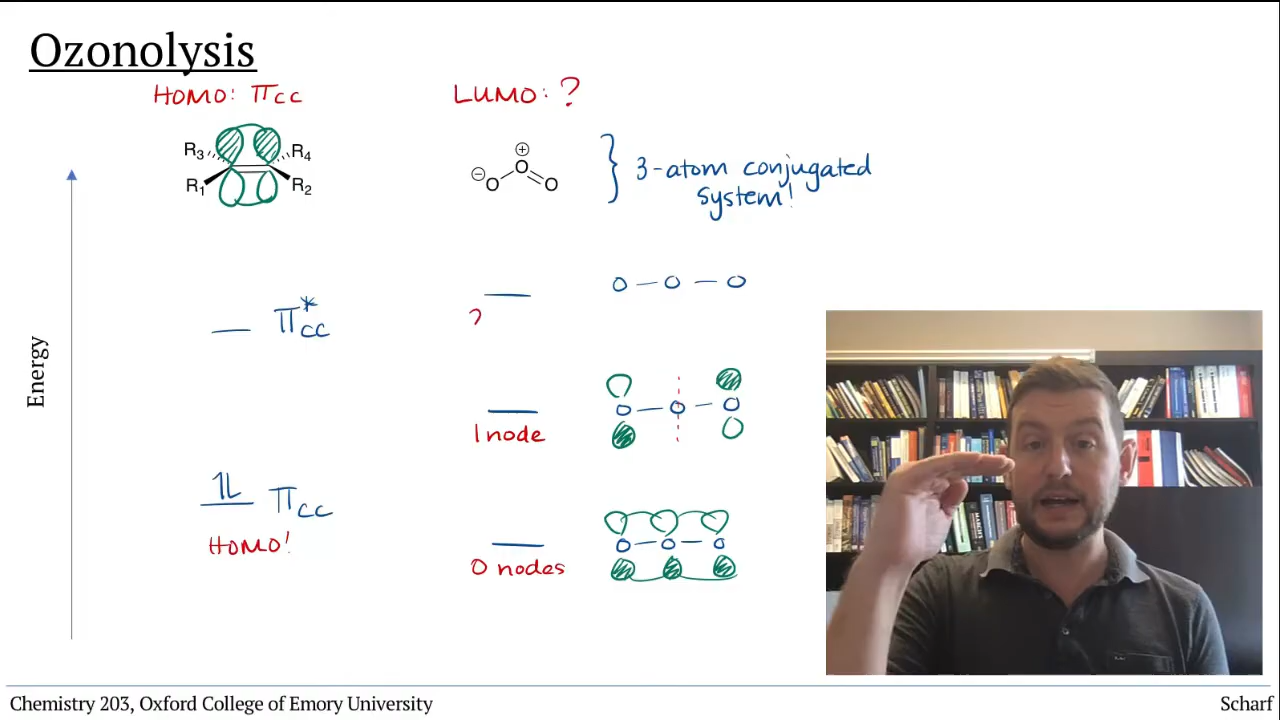 Ozonolysis
HOMO: πcc
LUMO: ?
R3
R4
R1
R2
⊕
⊖
O
O
O
} 3-atom conjugated
system!
Energy
π*cc
O — O — O
2
O — O — O
1 node
πcc
HOMO!
O — O — O
0 nodes
Chemistry 203, Oxford College of Emory University
Scharf